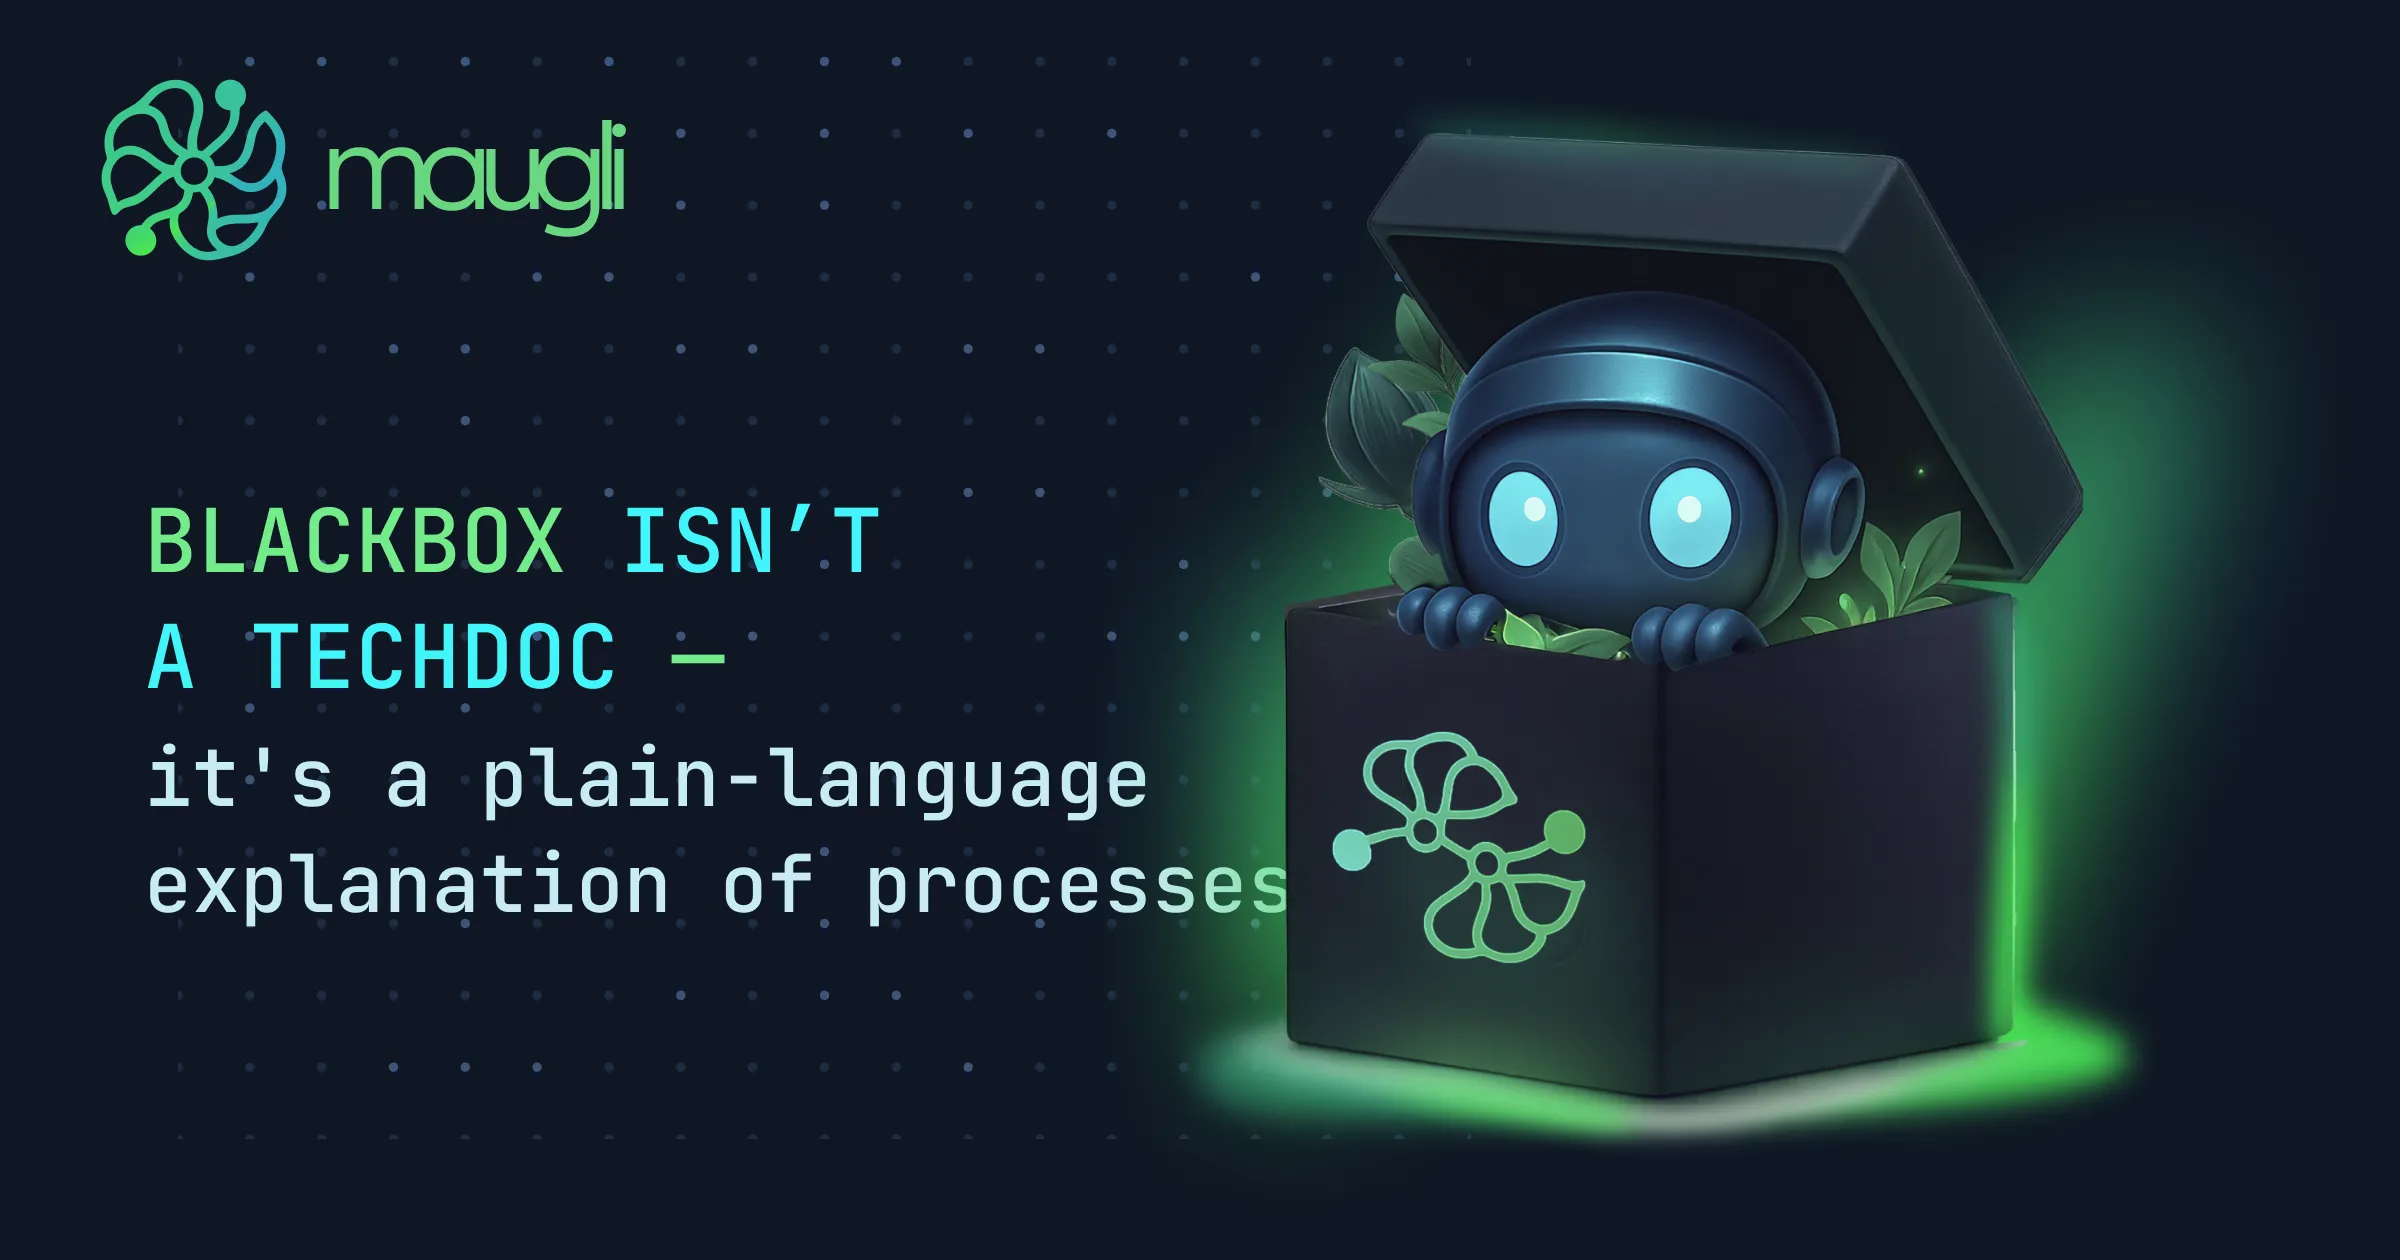 maugli
BLACKBOX ISN’T
A TECHDOC —
it's a plain-language
explanation of processes